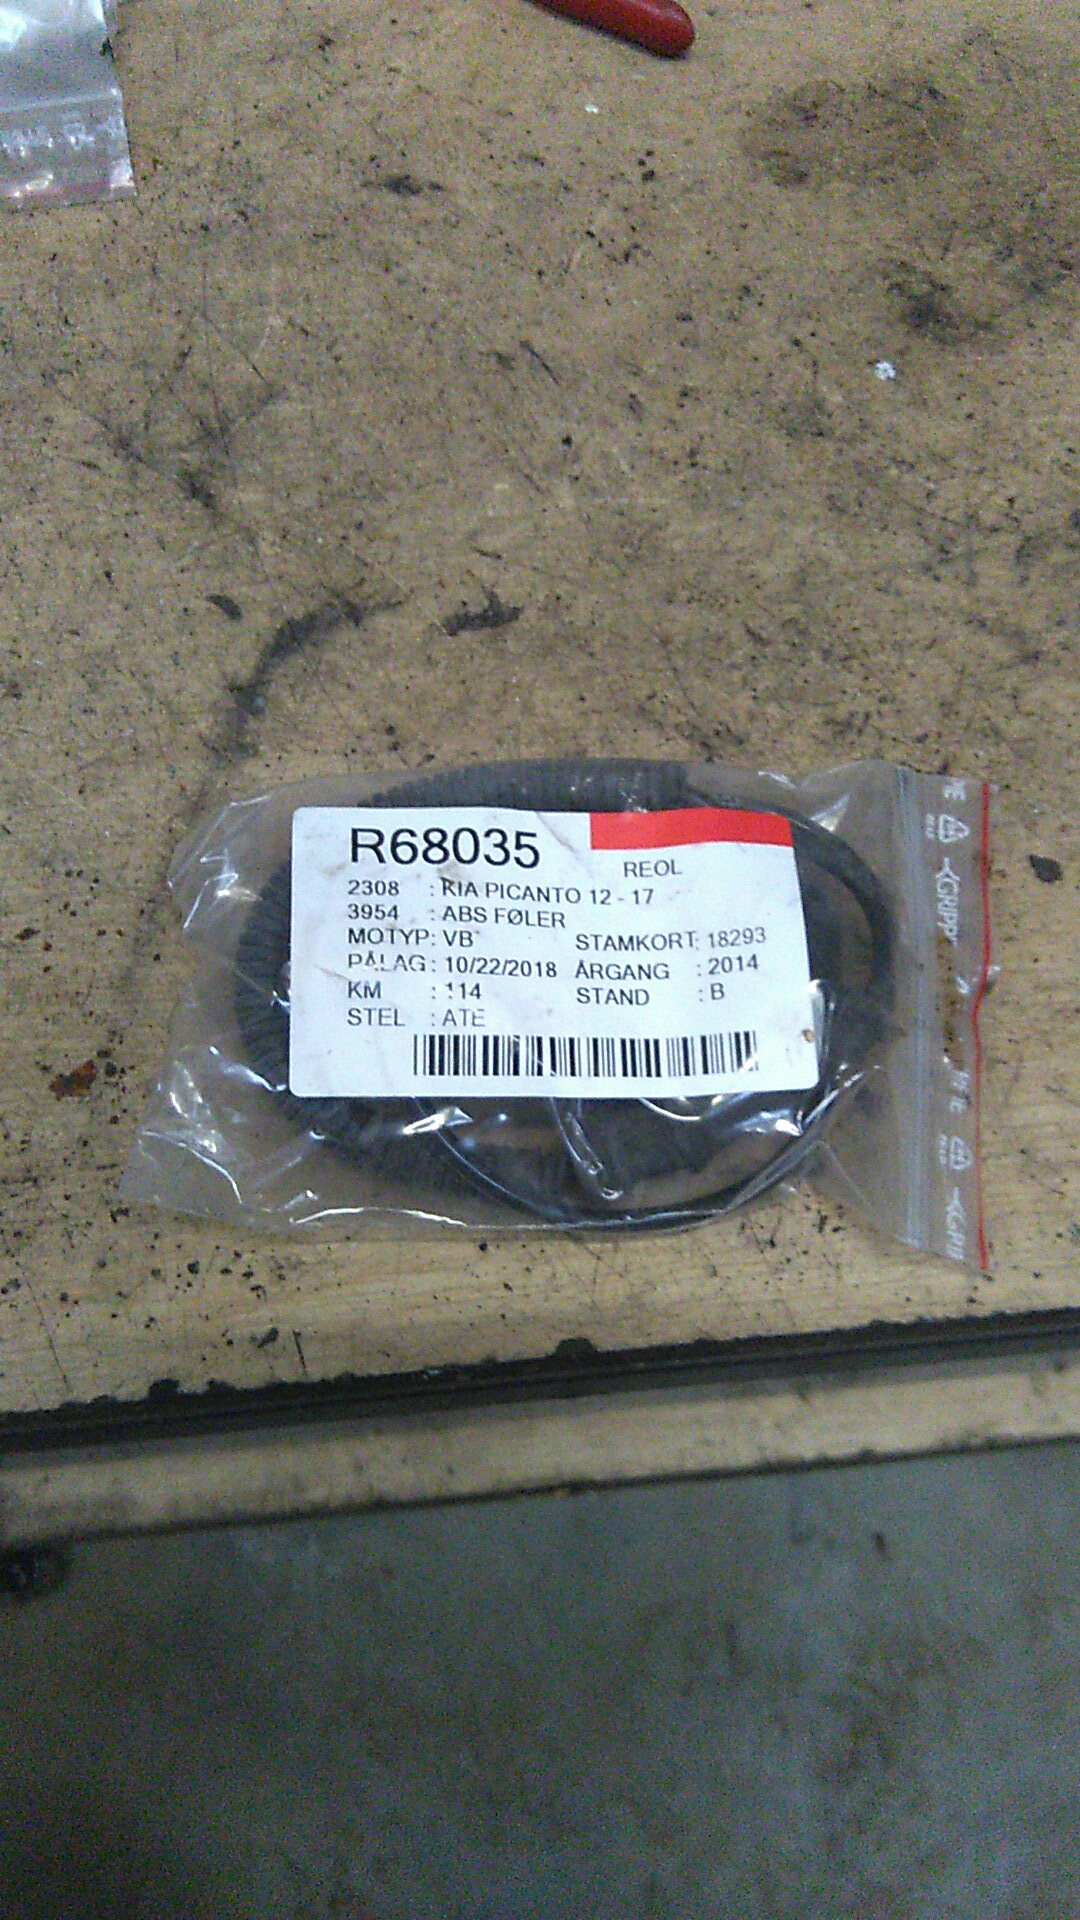 R68035
REOL
2308 : KIA PICANTO 12 - 17
3954 : ABS FØLER
MOTYP: VB STAMKORT: 18293
PÅLAG : 10/22/2018 ÅRGANG : 2014
KM : 114 STAND : B
STEL : ATE